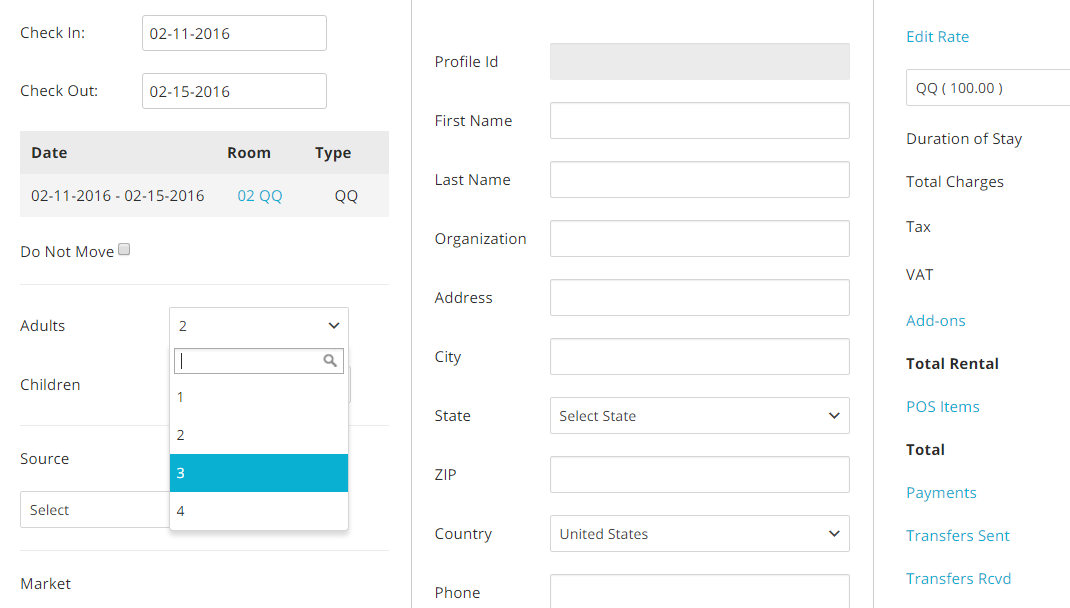 Check In:
02-11-2016
Check Out:
02-15-2016
Date Room Type
02-11-2016 - 02-15-2016 02 QQ QQ
Do Not Move
Adults
2
1
2
3
4
Children
Source
Select
Market
Profile Id
First Name
Last Name
Organization
Address
City
State
Select State
ZIP
Country
United States
Phone
Edit Rate
QQ ( 100.00 )
Duration of Stay
Total Charges
Tax
VAT
Add-ons
Total Rental
POS Items
Total
Payments
Transfers Sent
Transfers Rcvd